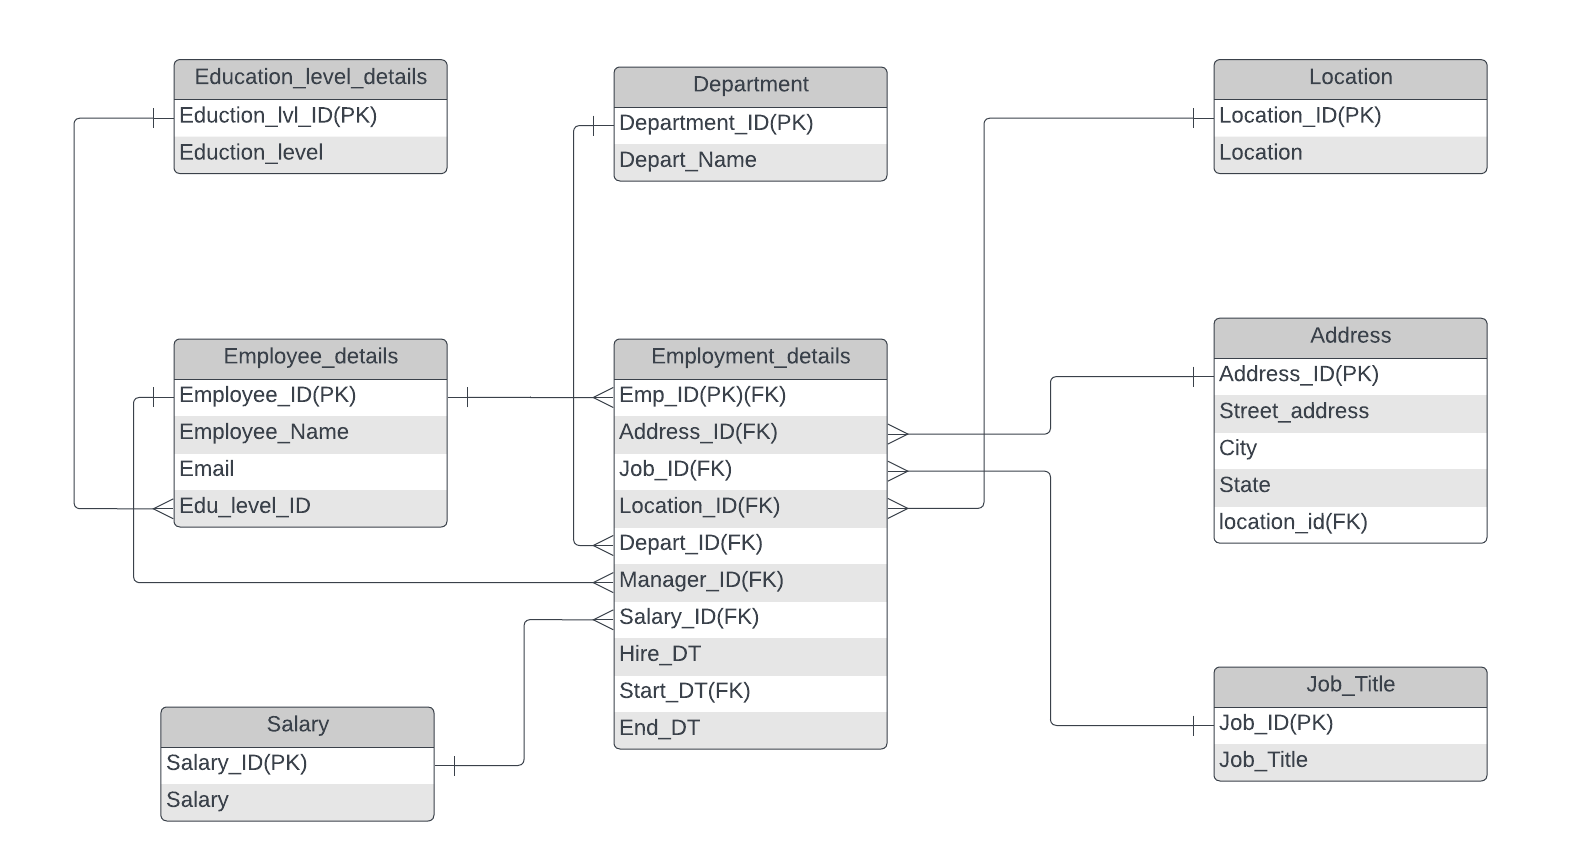 Education_level_details
Eduction_lvl_ID(PK)
Eduction_level
Department
Department_ID(PK)
Depart_Name
Location
Location_ID(PK)
Location
Employee_details
Employee_ID(PK)
Employee_Name
Email
Edu_level_ID
Employment_details
Emp_ID(PK)(FK)
Address_ID(FK)
Job_ID(FK)
Location_ID(FK)
Depart_ID(FK)
Manager_ID(FK)
Salary_ID(FK)
Hire_DT
Start_DT(FK)
End_DT
Address
Address_ID(PK)
Street_address
City
State
location_id(FK)
Salary
Salary_ID(PK)
Salary
Job_Title
Job_ID(PK)
Job_Title